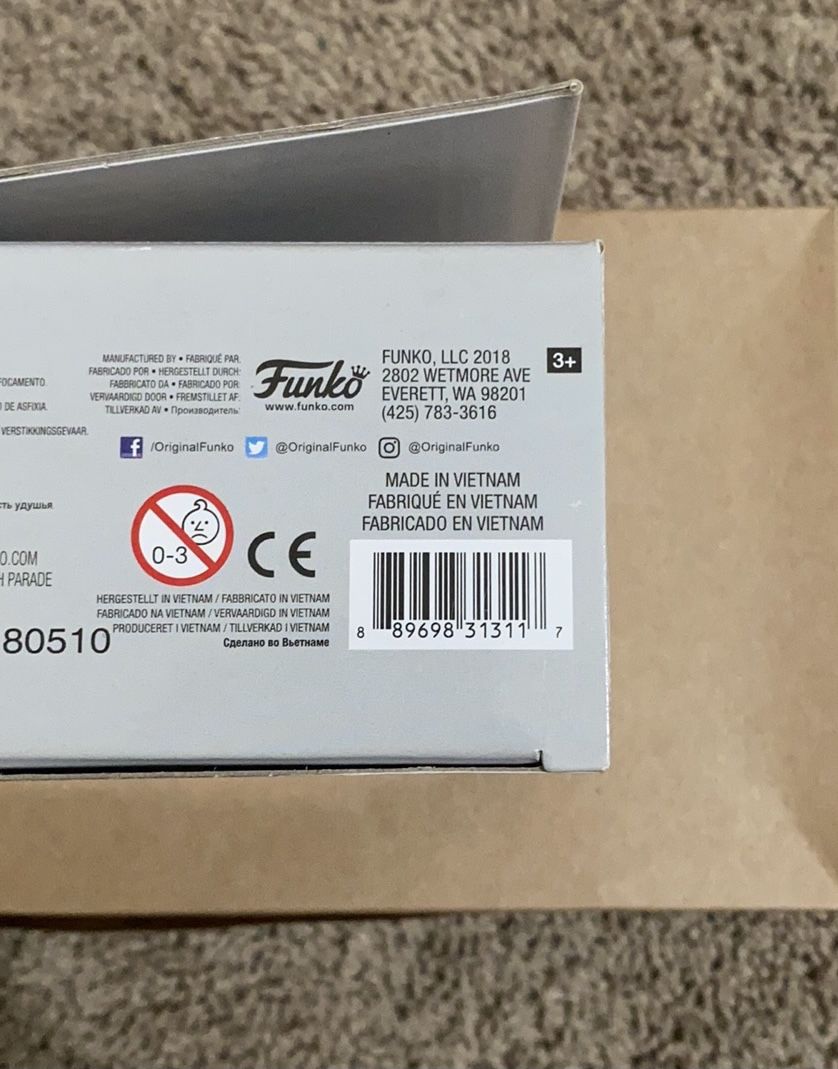 FOCAMENTO.
DE ASFIXIA.
VERSTIKKINGSGEVAAR.
ть удушья.
O.COM
H PARADE
80510
MANUFACTURED BY • FABRIQUÉ PAR.
FABRICADO POR • HERGESTELLT DURCH:
FABBRICATO DA • FABRICADO POR:
VERVAARDIGD DOOR • FREMSTILLET AF:
TILLVERKAD AV • Производитель:
Funko
www.funko.com
FUNKO, LLC 2018
2802 WETMORE AVE
EVERETT, WA 98201
(425) 783-3616
3+
/OriginalFunko @OriginalFunko @OriginalFunko
MADE IN VIETNAM
FABRIQUÉ EN VIETNAM
FABRICADO EN VIETNAM
0-3
CE
HERGESTELLT IN VIETNAM / FABBRICATO IN VIETNAM
FABRICADO NA VIETNAM / VERVAARDIGD IN VIETNAM
PRODUCERET I VIETNAM / TILLVERKAD I VIETNAM
Сделано во Вьетнаме
8 89698 31311 7